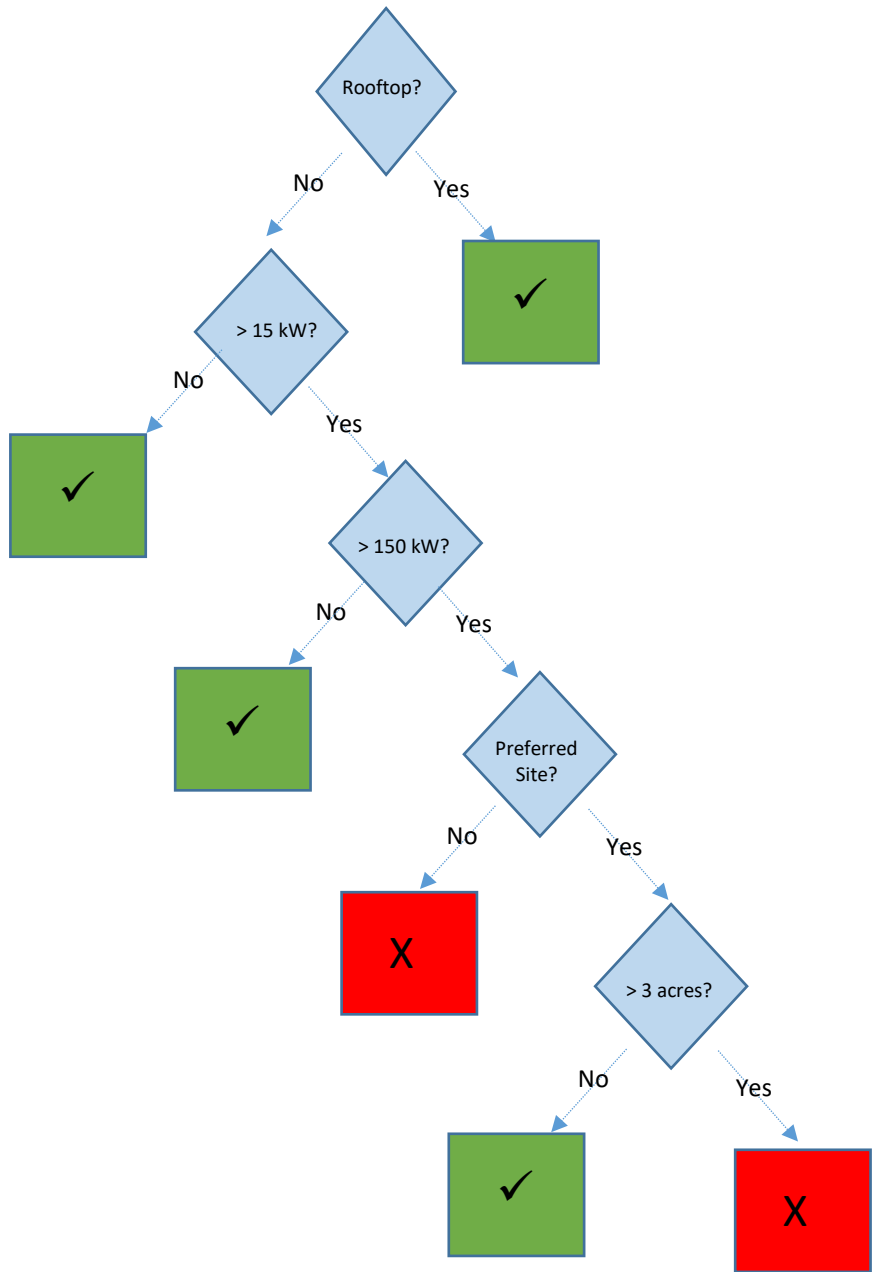 Rooftop?
No
Yes
✓
> 15 kW?
No
Yes
✓
> 150 kW?
No
Yes
✓
Preferred
Site?
No
Yes
X
> 3 acres?
No
Yes
✓
X